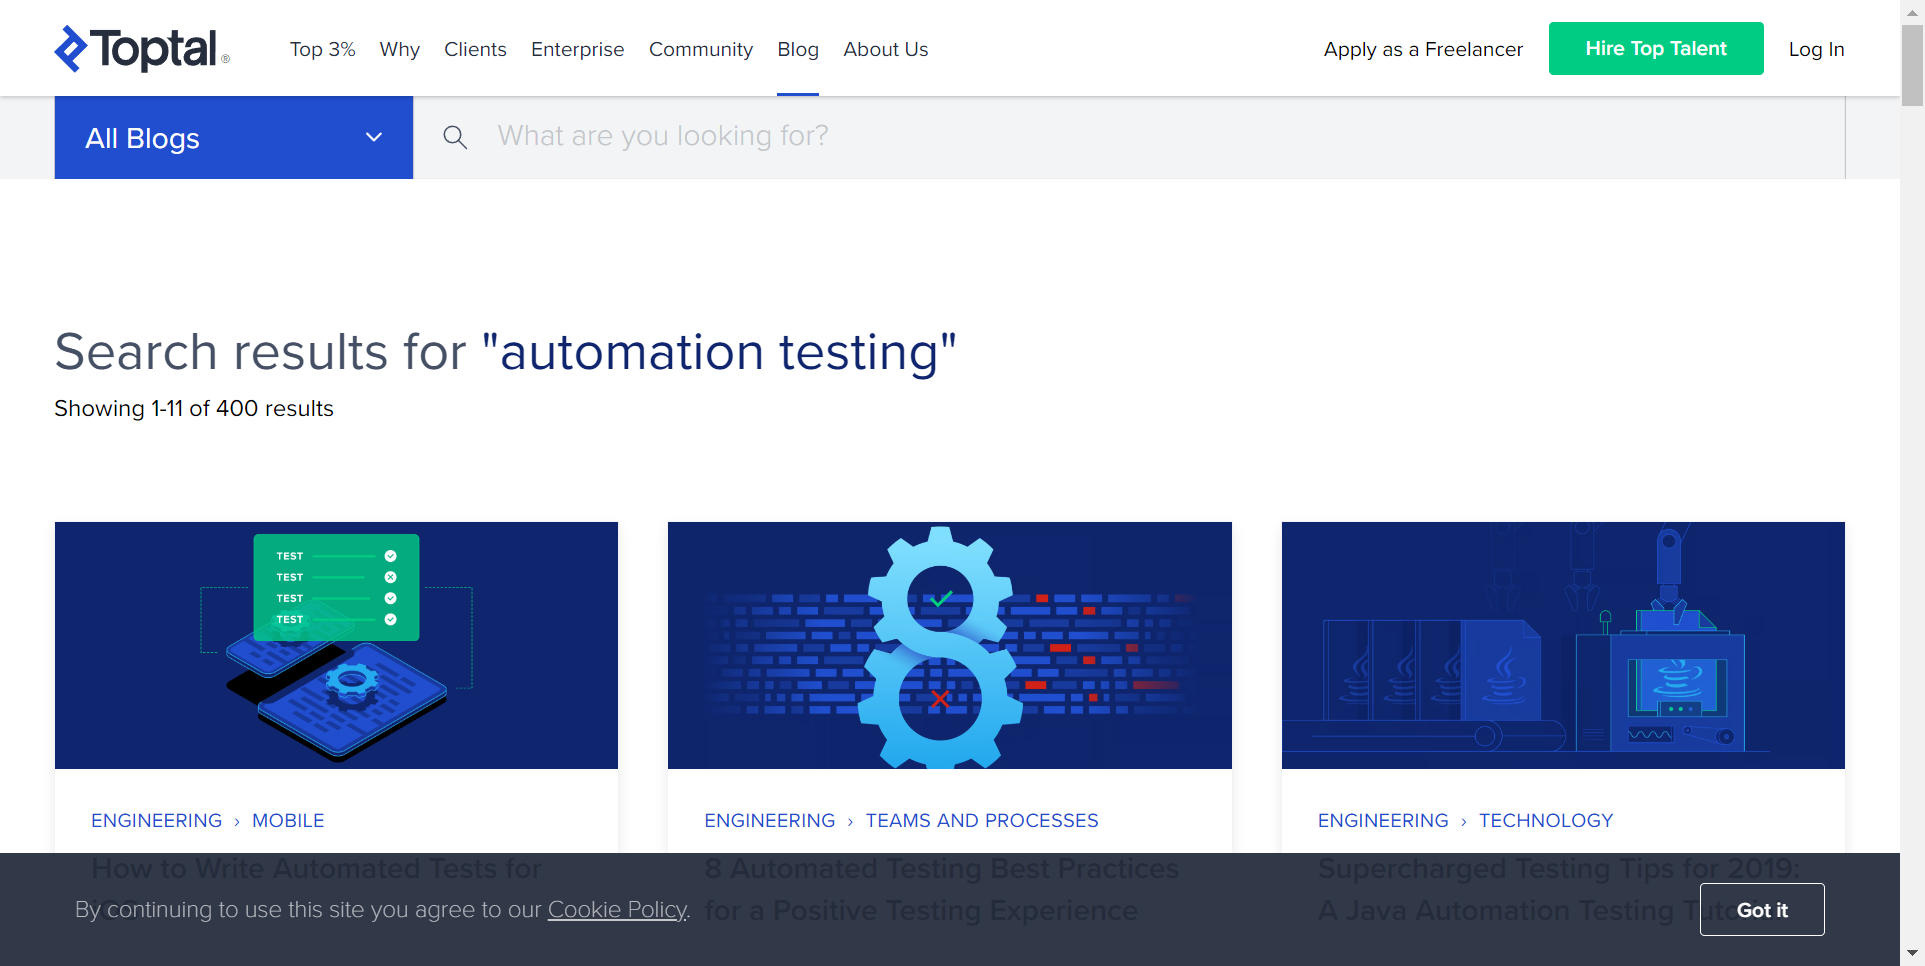 Toptal®
Top 3% Why Clients Enterprise Community Blog About Us Apply as a Freelancer Hire Top Talent Log In
All Blogs What are you looking for?
Search results for "automation testing"
Showing 1-11 of 400 results
TEST
TEST
TEST
TEST
ENGINEERING › MOBILE
ENGINEERING › TEAMS AND PROCESSES
ENGINEERING › TECHNOLOGY
How to Write Automated Tests for
8 Automated Testing Best Practices
for a Positive Testing Experience
Supercharged Testing Tips for 2019:
A Java Automation Testing
By continuing to use this site you agree to our Cookie Policy.
Got it